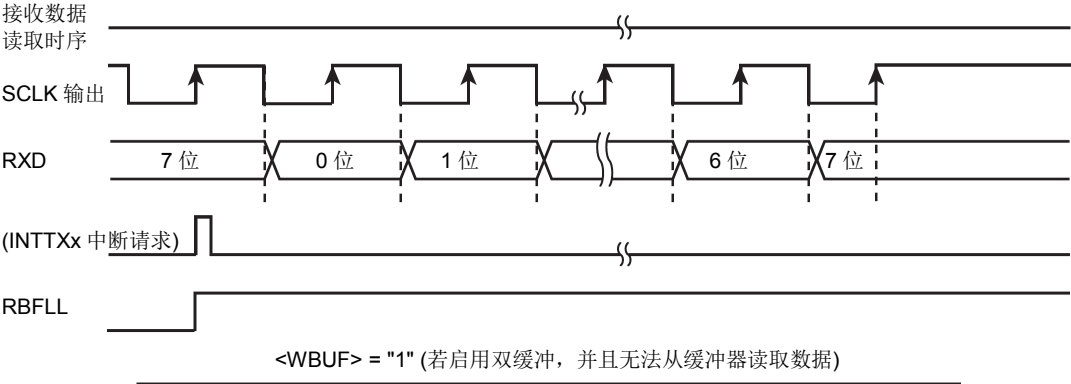 接收数据
读取时序
SCLK 输出
RXD
7 位
0 位
1 位
6 位
7 位
(INTTXx 中断请求)
RBFLL
<WBUF> = "1" (若启用双缓冲，并且无法从缓冲器读取数据)